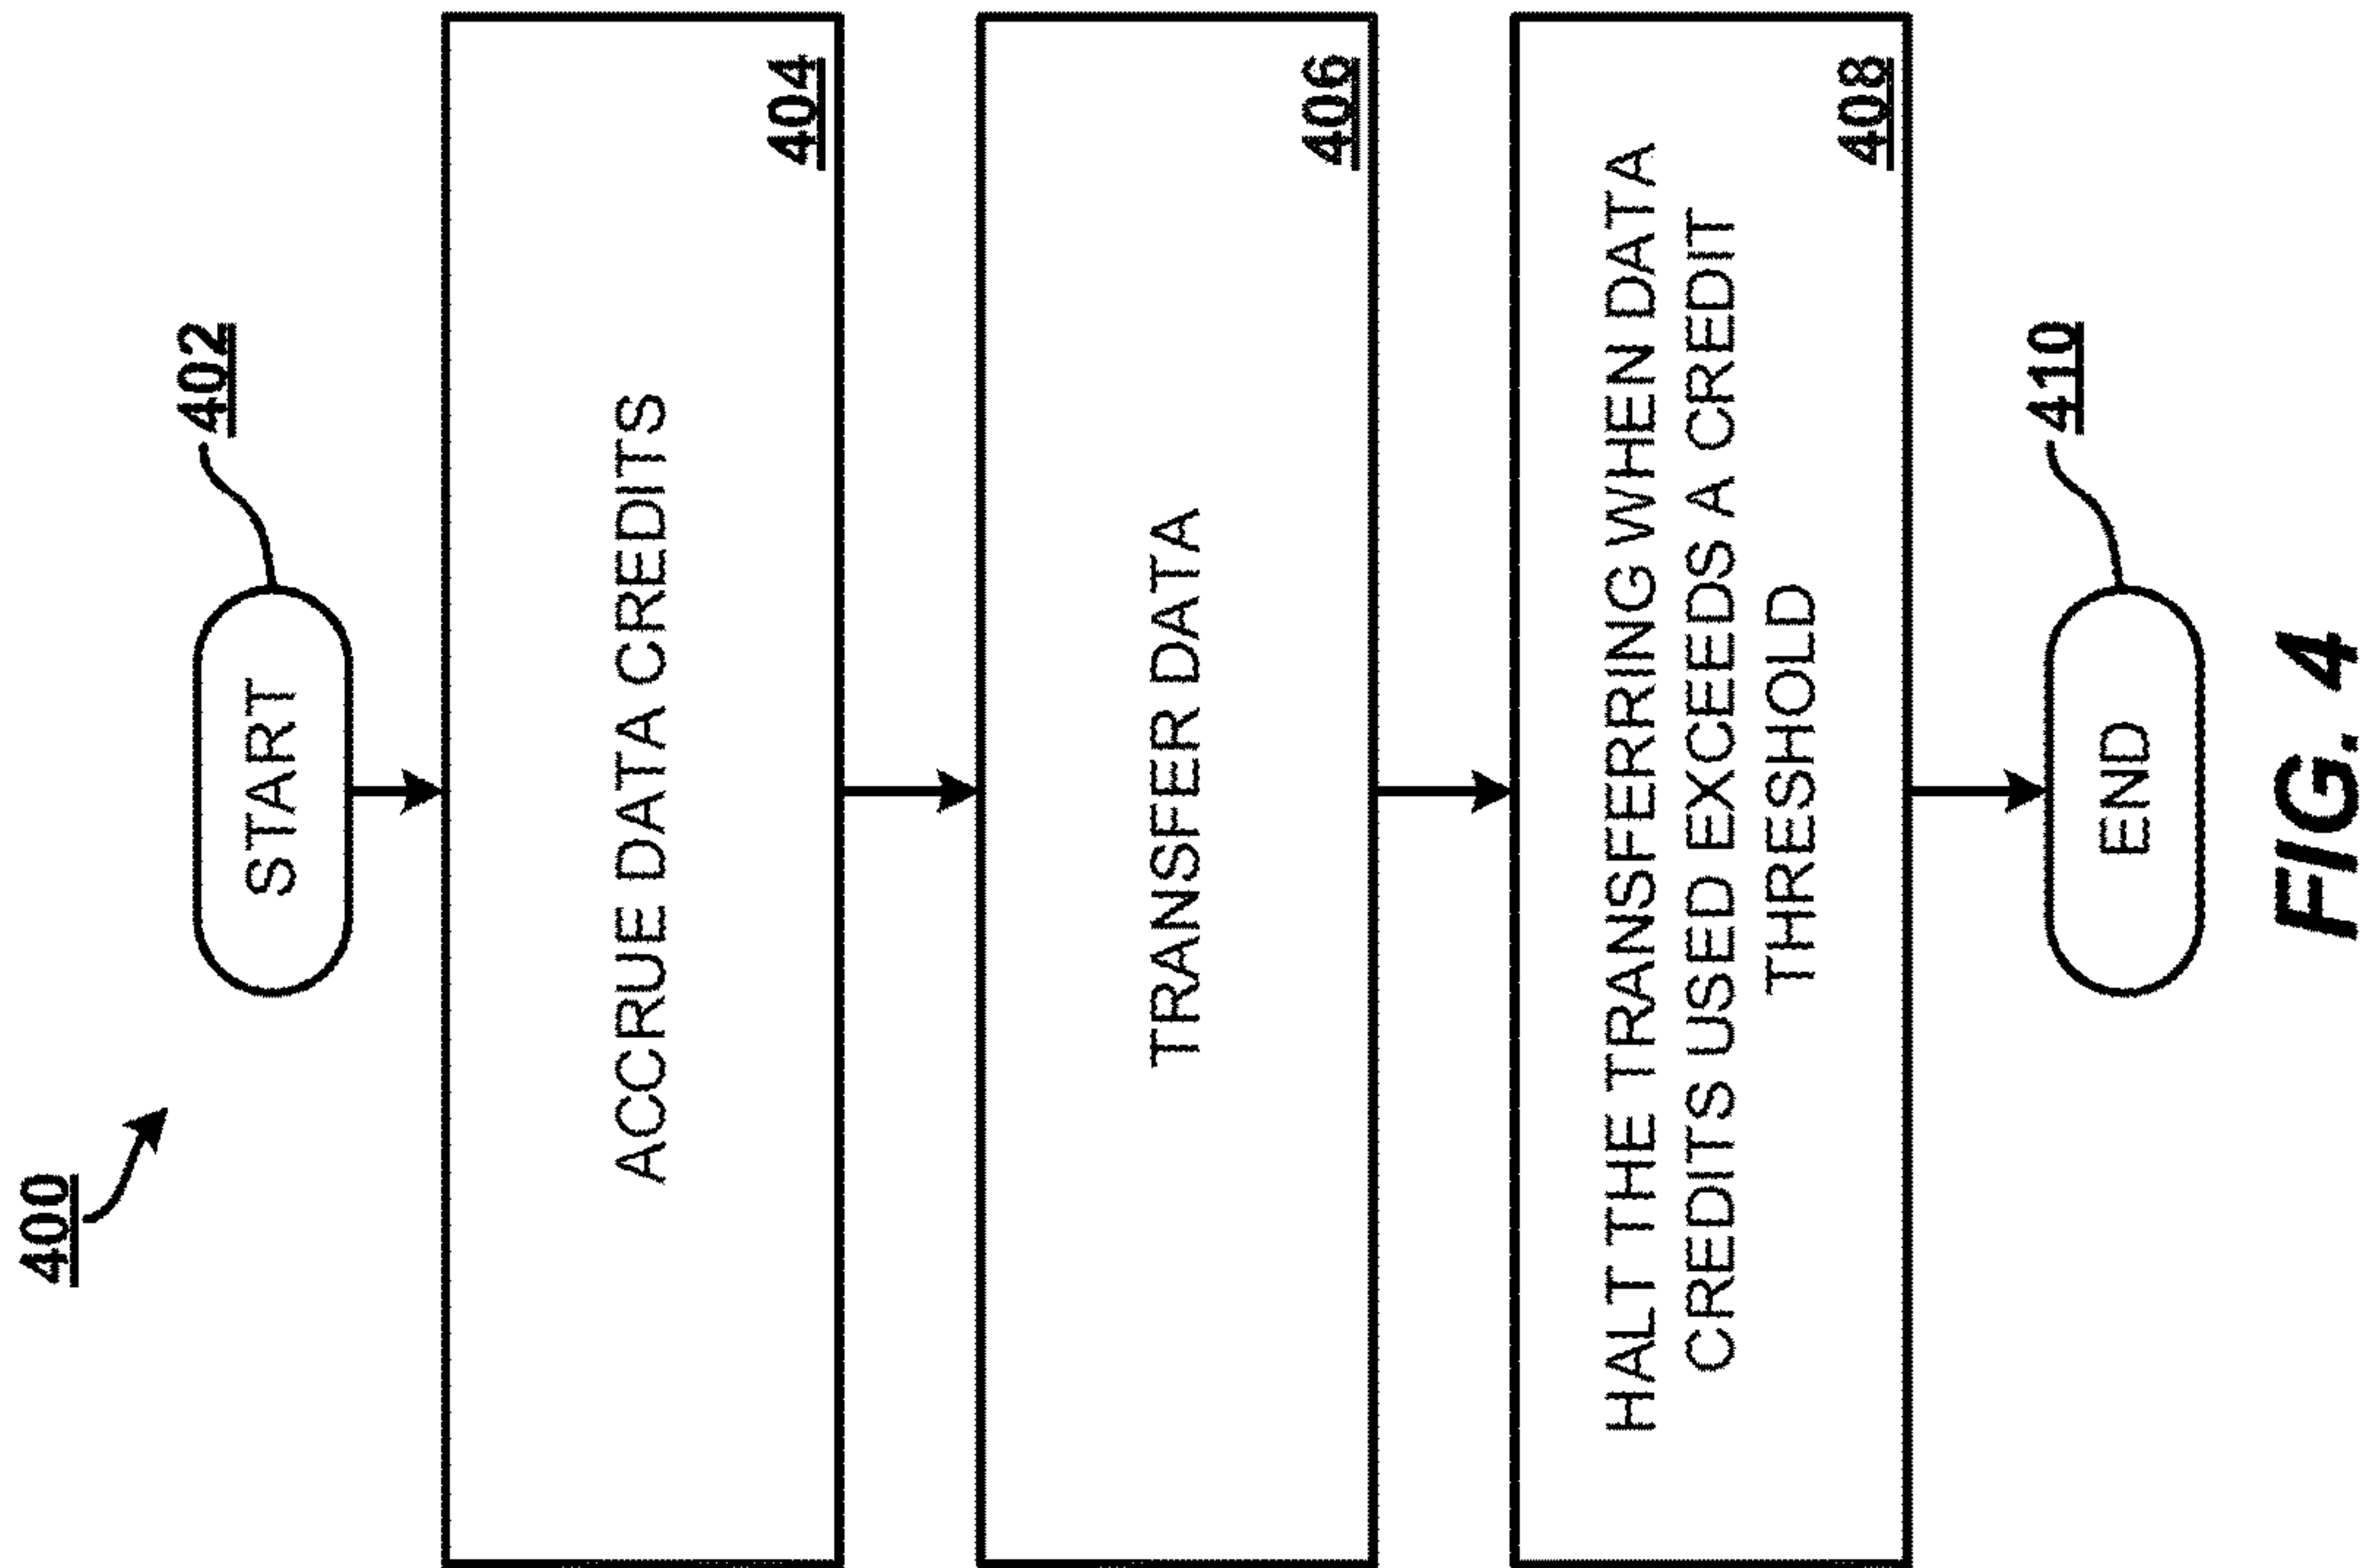 400
START
402
ACCRUE DATA CREDITS
404
TRANSFER DATA
406
HALT THE TRANSFERRING WHEN DATA
CREDITS USED EXCEEDS A CREDIT
THRESHOLD
408
END
410
FIG. 4